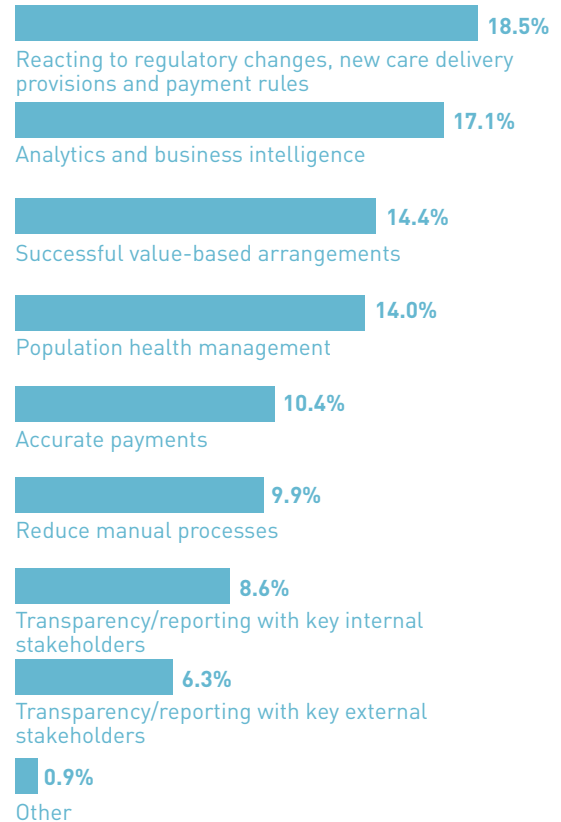 18.5%
Reacting to regulatory changes, new care delivery
provisions and payment rules
17.1%
Analytics and business intelligence
14.4%
Successful value-based arrangements
14.0%
Population health management
10.4%
Accurate payments
9.9%
Reduce manual processes
8.6%
Transparency/reporting with key internal
stakeholders
6.3%
Transparency/reporting with key external
stakeholders
0.9%
Other